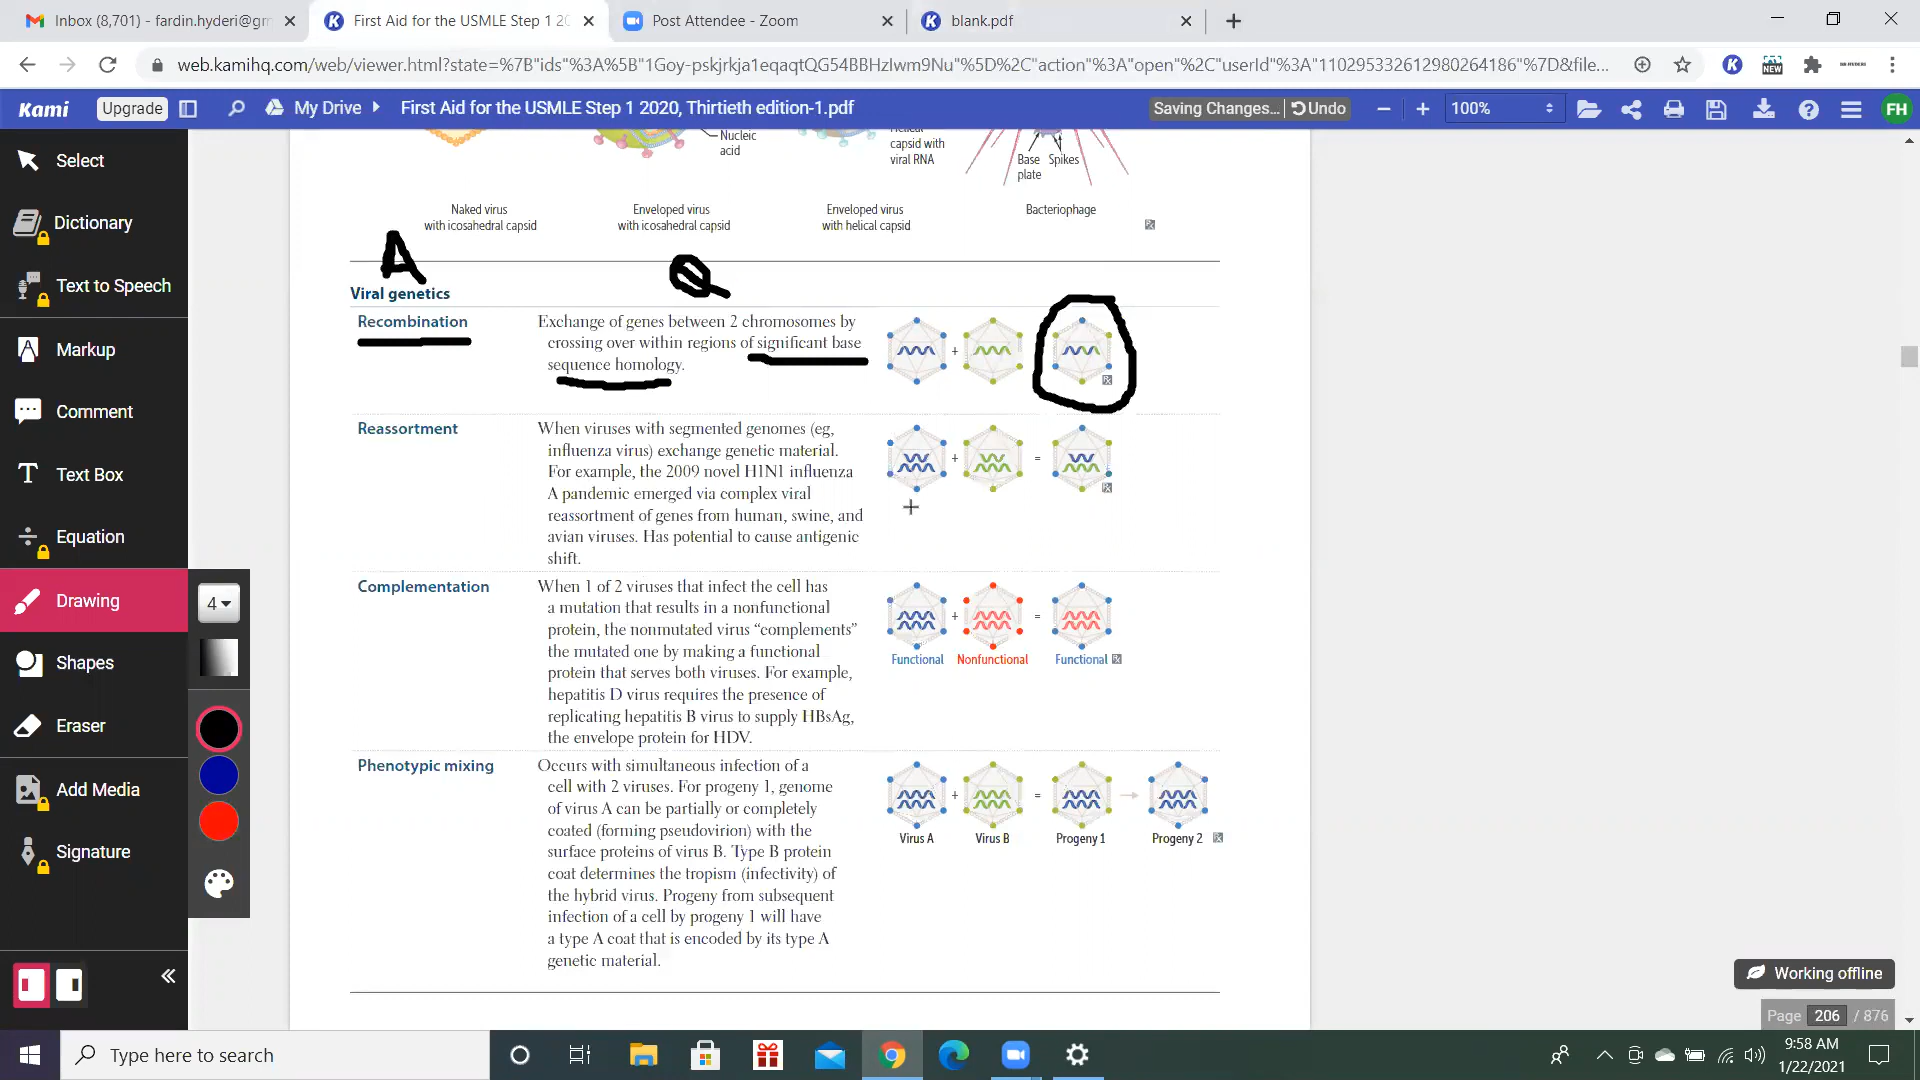 Inbox (8,701) - fardin.hyderi@gm
First Aid for the USMLE Step 1 20
Post Attendee - Zoom
blank.pdf
web.kamihq.com/web/viewer.html?state=%7B"ids"%3A%5B"1Goy-pskjrkja1eqaqtQG54BBHzIwm9Nu"%5D%2C"action"%3A"open"%2C"userId"%3A"110295332612980264186"%7D&file...
Kami
Upgrade
My Drive
First Aid for the USMLE Step 1 2020, Thirtieth edition-1.pdf
Saving Changes...
Undo
100%
FH
Select
Dictionary
Text to Speech
Markup
Comment
Text Box
Equation
Drawing
4
Shapes
Eraser
Add Media
Signature
Nucleic
acid
Helical
capsid with
viral RNA
Base
plate
Spikes
Naked virus
with icosahedral capsid
Enveloped virus
with icosahedral capsid
Enveloped virus
with helical capsid
Bacteriophage
A
Viral genetics
Recombination
Exchange of genes between 2 chromosomes by
crossing over within regions of significant base
sequence homology.
Reassortment
When viruses with segmented genomes (eg,
influenza virus) exchange genetic material.
For example, the 2009 novel H1N1 influenza
A pandemic emerged via complex viral
reassortment of genes from human, swine, and
avian viruses. Has potential to cause antigenic
shift.
Complementation
When 1 of 2 viruses that infect the cell has
a mutation that results in a nonfunctional
protein, the nonmutated virus “complements”
the mutated one by making a functional
protein that serves both viruses. For example,
hepatitis D virus requires the presence of
replicating hepatitis B virus to supply HBsAg,
the envelope protein for HDV.
Functional
Nonfunctional
Functional
Phenotypic mixing
Occurs with simultaneous infection of a
cell with 2 viruses. For progeny 1, genome
of virus A can be partially or completely
coated (forming pseudovirion) with the
surface proteins of virus B. Type B protein
coat determines the tropism (infectivity) of
the hybrid virus. Progeny from subsequent
infection of a cell by progeny 1 will have
a type A coat that is encoded by its type A
genetic material.
Virus A
Virus B
Progeny 1
Progeny 2
Working offline
Page 206 / 876
Type here to search
9:58 AM
1/22/2021